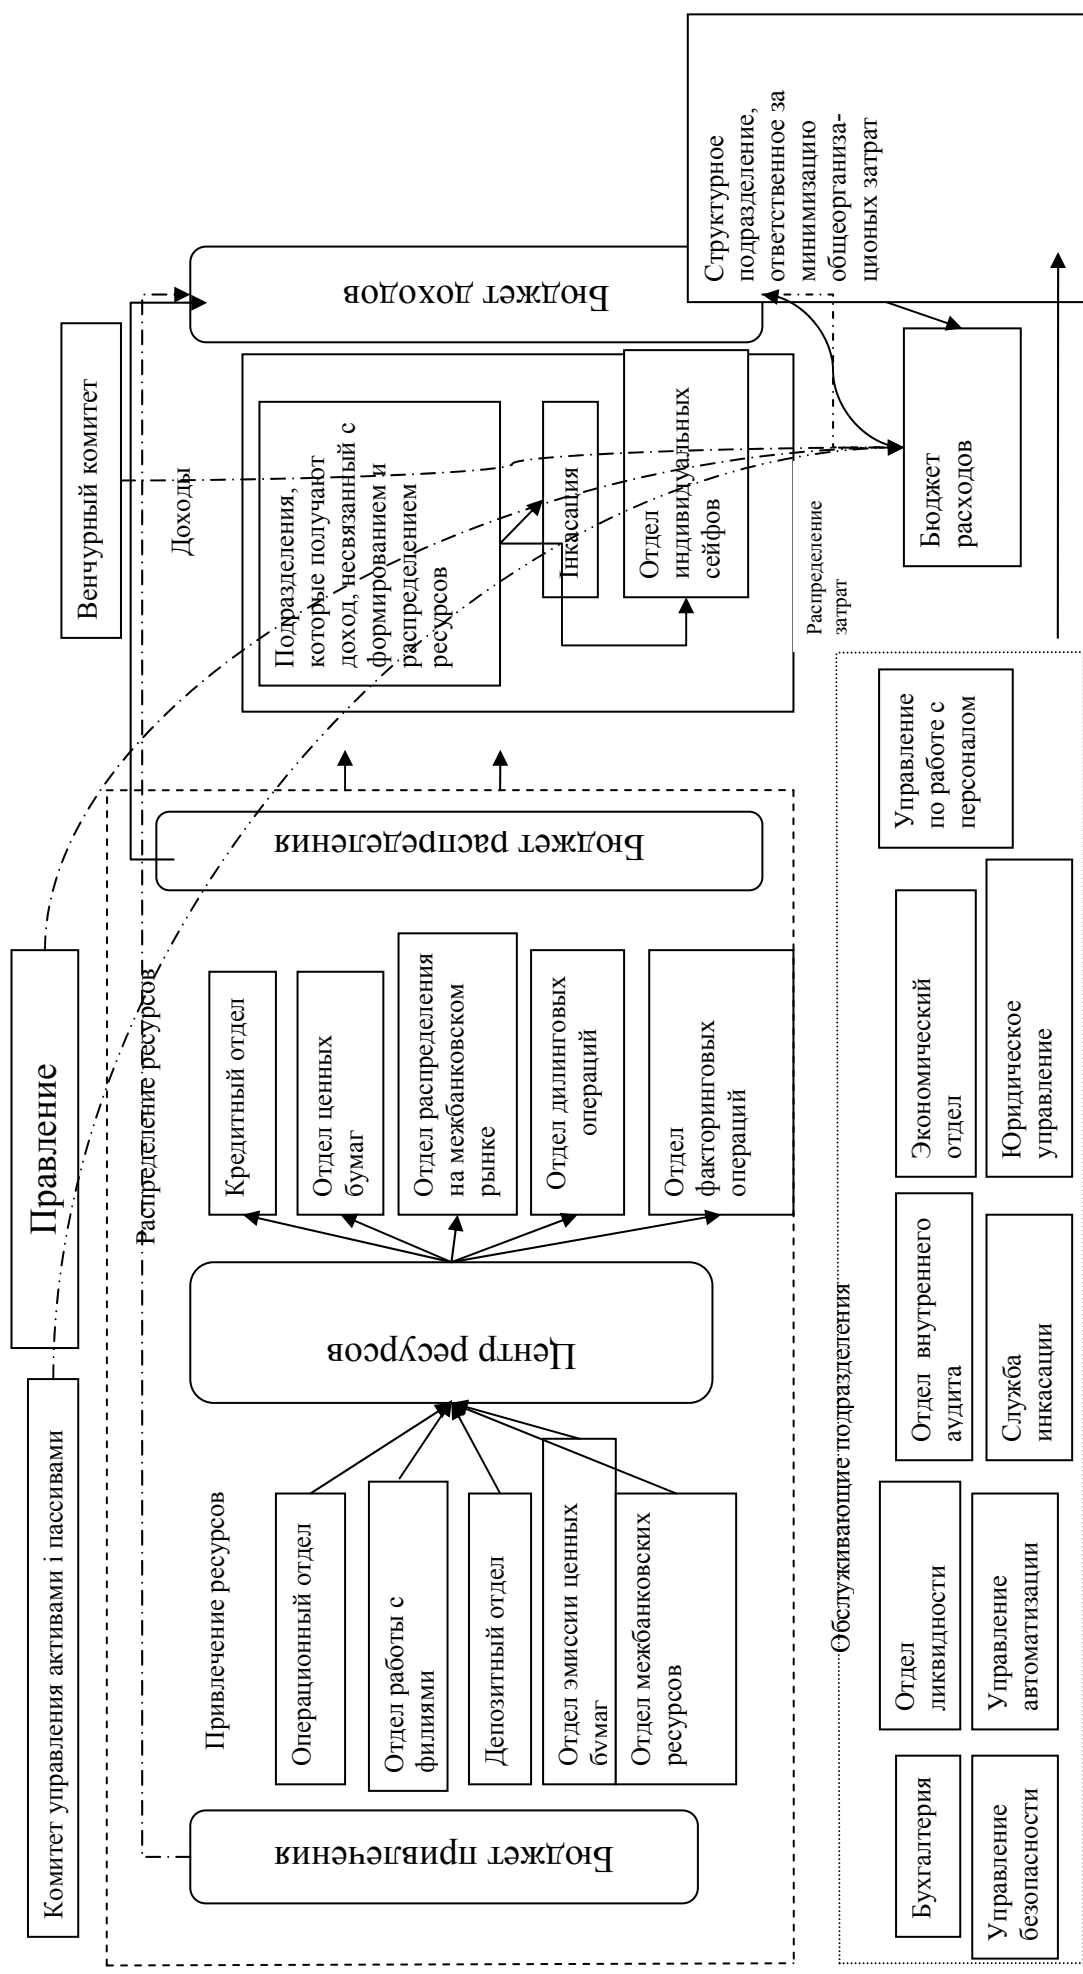 Правление
Комитет управления активами і пассивами
Венчурный комитет
Привлечение ресурсов
Распределение ресурсов
Доходы
Бюджет привлечения
Операционный отдел
Отдел работы с
филиями
Депозитный отдел
Отдел эмиссии ценных
бумаг
Отдел межбанковских
ресурсов
Центр ресурсов
Кредитный отдел
Отдел ценных
бумаг
Отдел распределения
на межбанковском
рынке
Отдел дилинговых
операций
Отдел
факторинговых
операций
Бюджет распределения
Подразделения,
которые получают
доход, несвязанный с
формированием и
распределением
ресурсов
Інкасация
Отдел
индивидуальных
сейфов
Бюджет доходов
Структурное
подразделение,
ответственное за
минимизацию
общеорганиза-
ционых затрат
Распределение
затрат
Бюджет
расходов
Обслуживающие подразделения
Бухгалтерия
Отдел
ликвидности
Отдел внутреннего
аудита
Экономический
отдел
Управление
по работе с
персоналом
Управление
безопасности
Управление
автоматизации
Служба
инкасации
Юридическое
управление